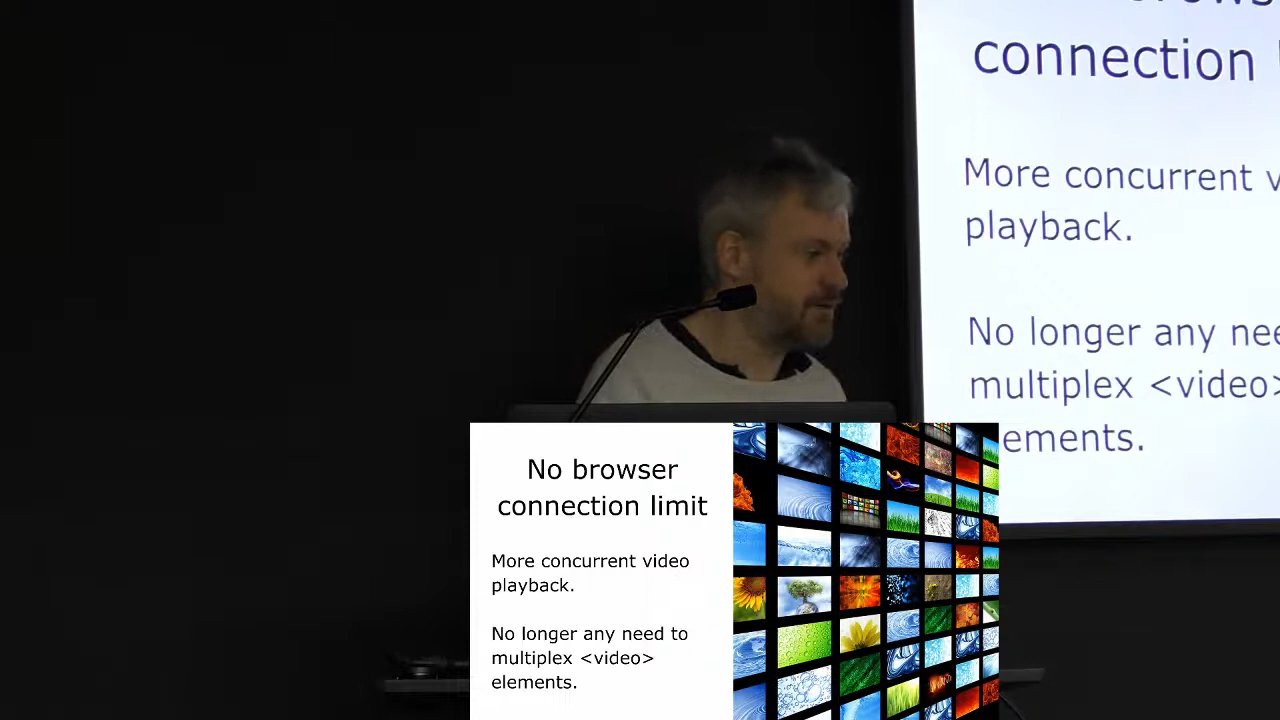 connection
More concurrent
playback.
No longer any
multiplex <video>
ements.
No browser
connection limit
More concurrent video
playback.
No longer any need to
multiplex <video>
elements.